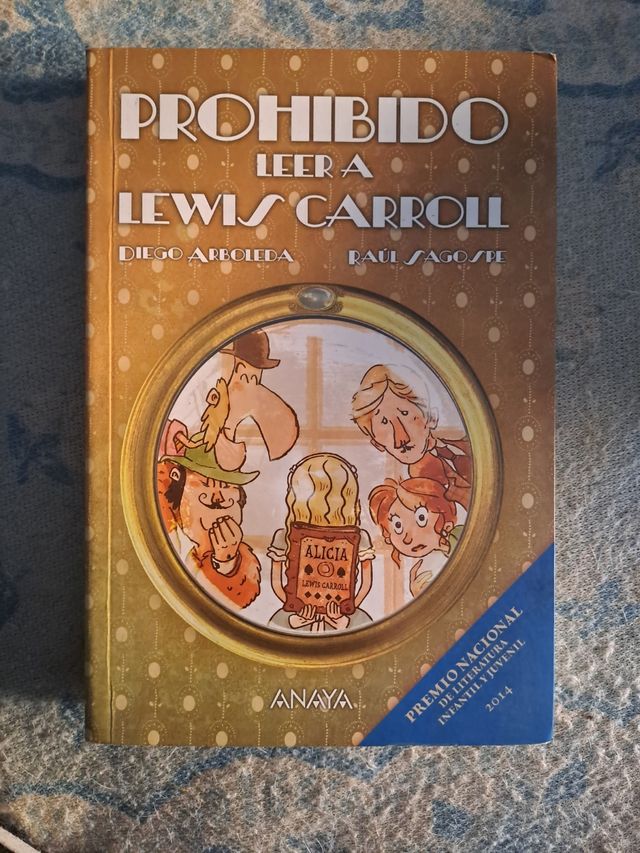 PROHIBIDO
LEER A
LEWIS CARROLL
DIEGO ARBOLEDA RAÚL SAGOSPE
ALICIA
LEWIS CARROLL
PREMIO NACIONAL
DE LITERATURA
INFANTIL Y JUVENIL
2014
ANAYA